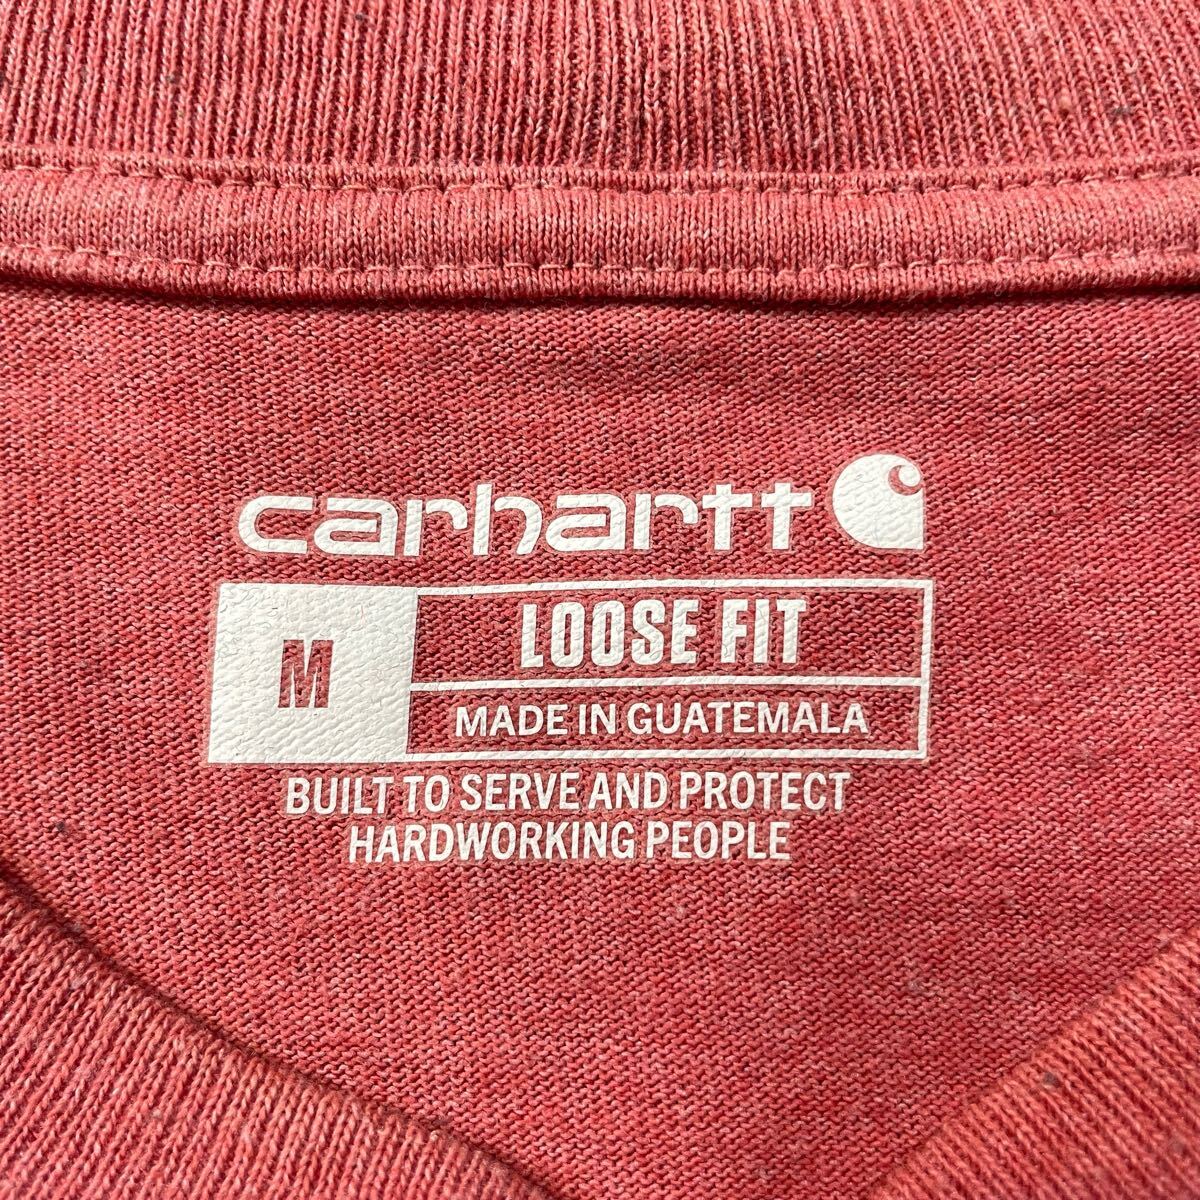 carhartt
M
LOOSE FIT
MADE IN GUATEMALA
BUILT TO SERVE AND PROTECT
HARDWORKING PEOPLE